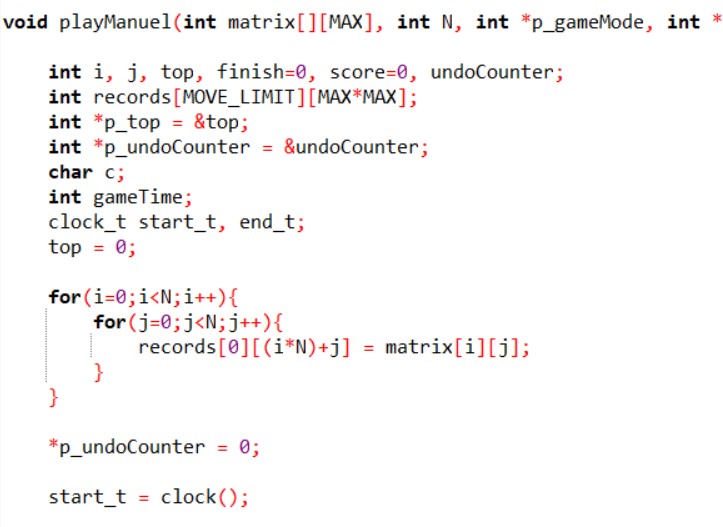 void playManuel(int matrix[][MAX], int N, int *p_gameMode, int *
int i, j, top, finish=0, score=0, undoCounter;
int records[MOVE_LIMIT][MAX*MAX];
int *p_top = &top;
int *p_undoCounter = &undoCounter;
char c;
int gameTime;
clock_t start_t, end_t;
top = 0;
for(i=0;i<N;i++){
for(j=0;j<N;j++){
records[0][(i*N)+j] = matrix[i][j];
}
}
*p_undoCounter = 0;
start_t = clock();